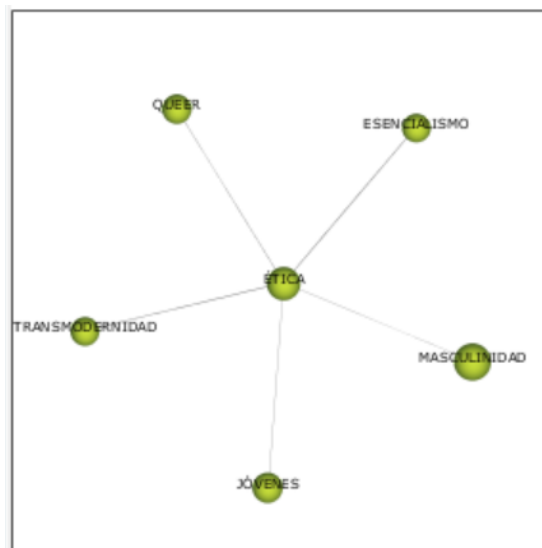 QUEER
ESENCIALISMO
ÉTICA
TRANSMODERNIDAD
MASCULINIDAD
JÓVENES